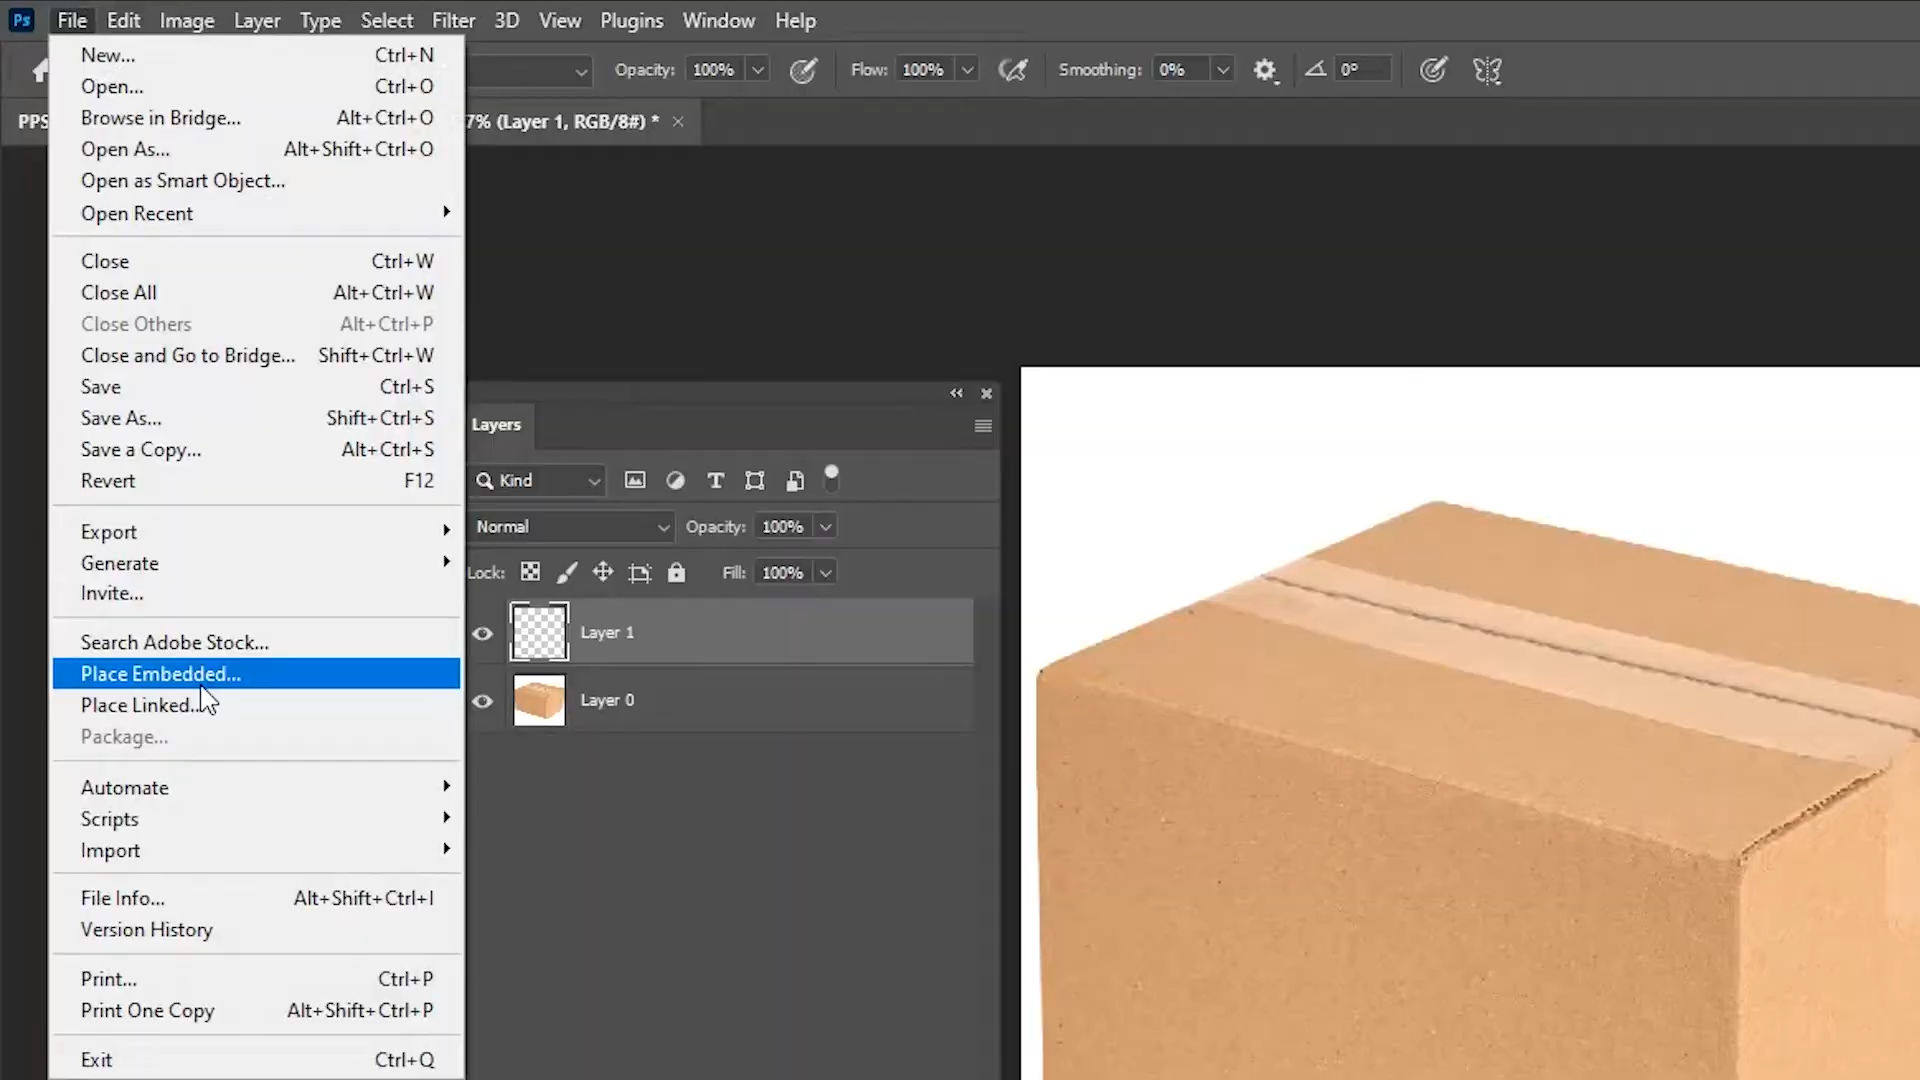 Ps File Edit Image Layer Type Select Filter 3D View Plugins Window Help
Opacity: 100% Flow: 100% Smoothing: 0% 0°
PPS 7% (Layer 1, RGB/8#) *
New... Ctrl+N
Open... Ctrl+O
Browse in Bridge... Alt+Ctrl+O
Open As... Alt+Shift+Ctrl+O
Open as Smart Object...
Open Recent
Close Ctrl+W
Close All Alt+Ctrl+W
Close Others Alt+Ctrl+P
Close and Go to Bridge... Shift+Ctrl+W
Save Ctrl+S
Save As... Shift+Ctrl+S
Save a Copy... Alt+Ctrl+S
Revert F12
Export
Generate
Invite...
Search Adobe Stock...
Place Embedded...
Place Linked...
Package...
Automate
Scripts
Import
File Info... Alt+Shift+Ctrl+I
Version History
Print... Ctrl+P
Print One Copy Alt+Shift+Ctrl+P
Exit Ctrl+Q
Layers
Kind
Normal Opacity: 100%
Lock: Fill: 100%
Layer 1
Layer 0